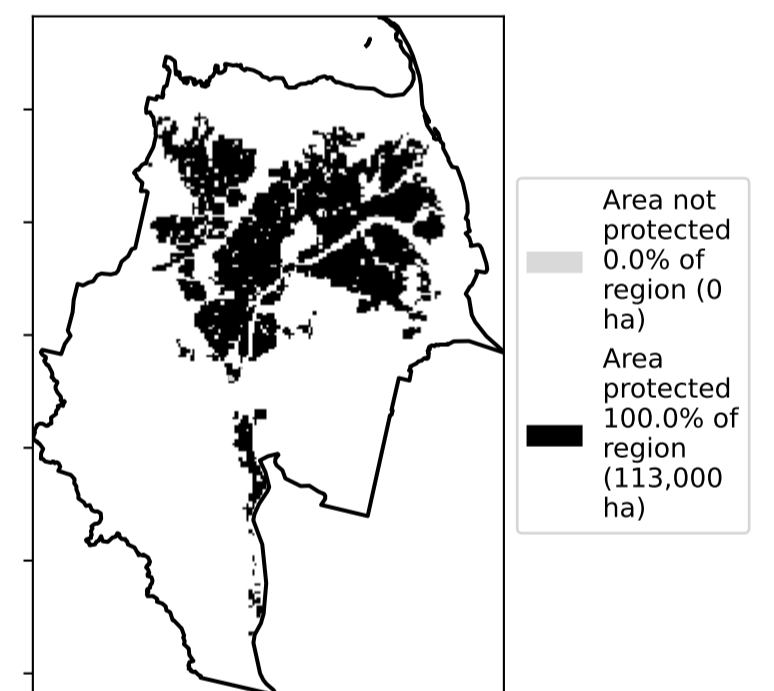 Area not
protected
0.0% of
region (0
ha)
Area
protected
100.0% of
region
(113,000
ha)